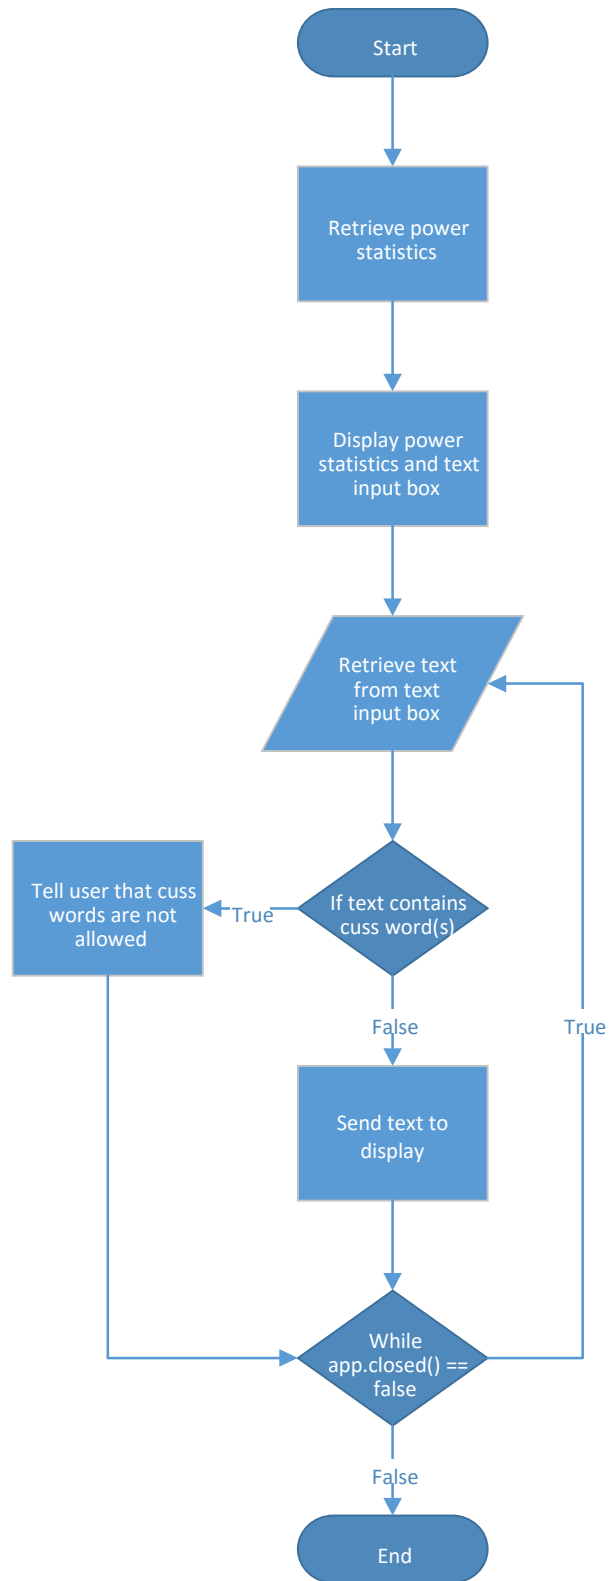 Start
Retrieve power
statistics
Display power
statistics and text
input box
Retrieve text
from text
input box
If text contains
cuss word(s)
True
Tell user that cuss
words are not
allowed
False
True
Send text to
display
While
app.closed() ==
false
False
End